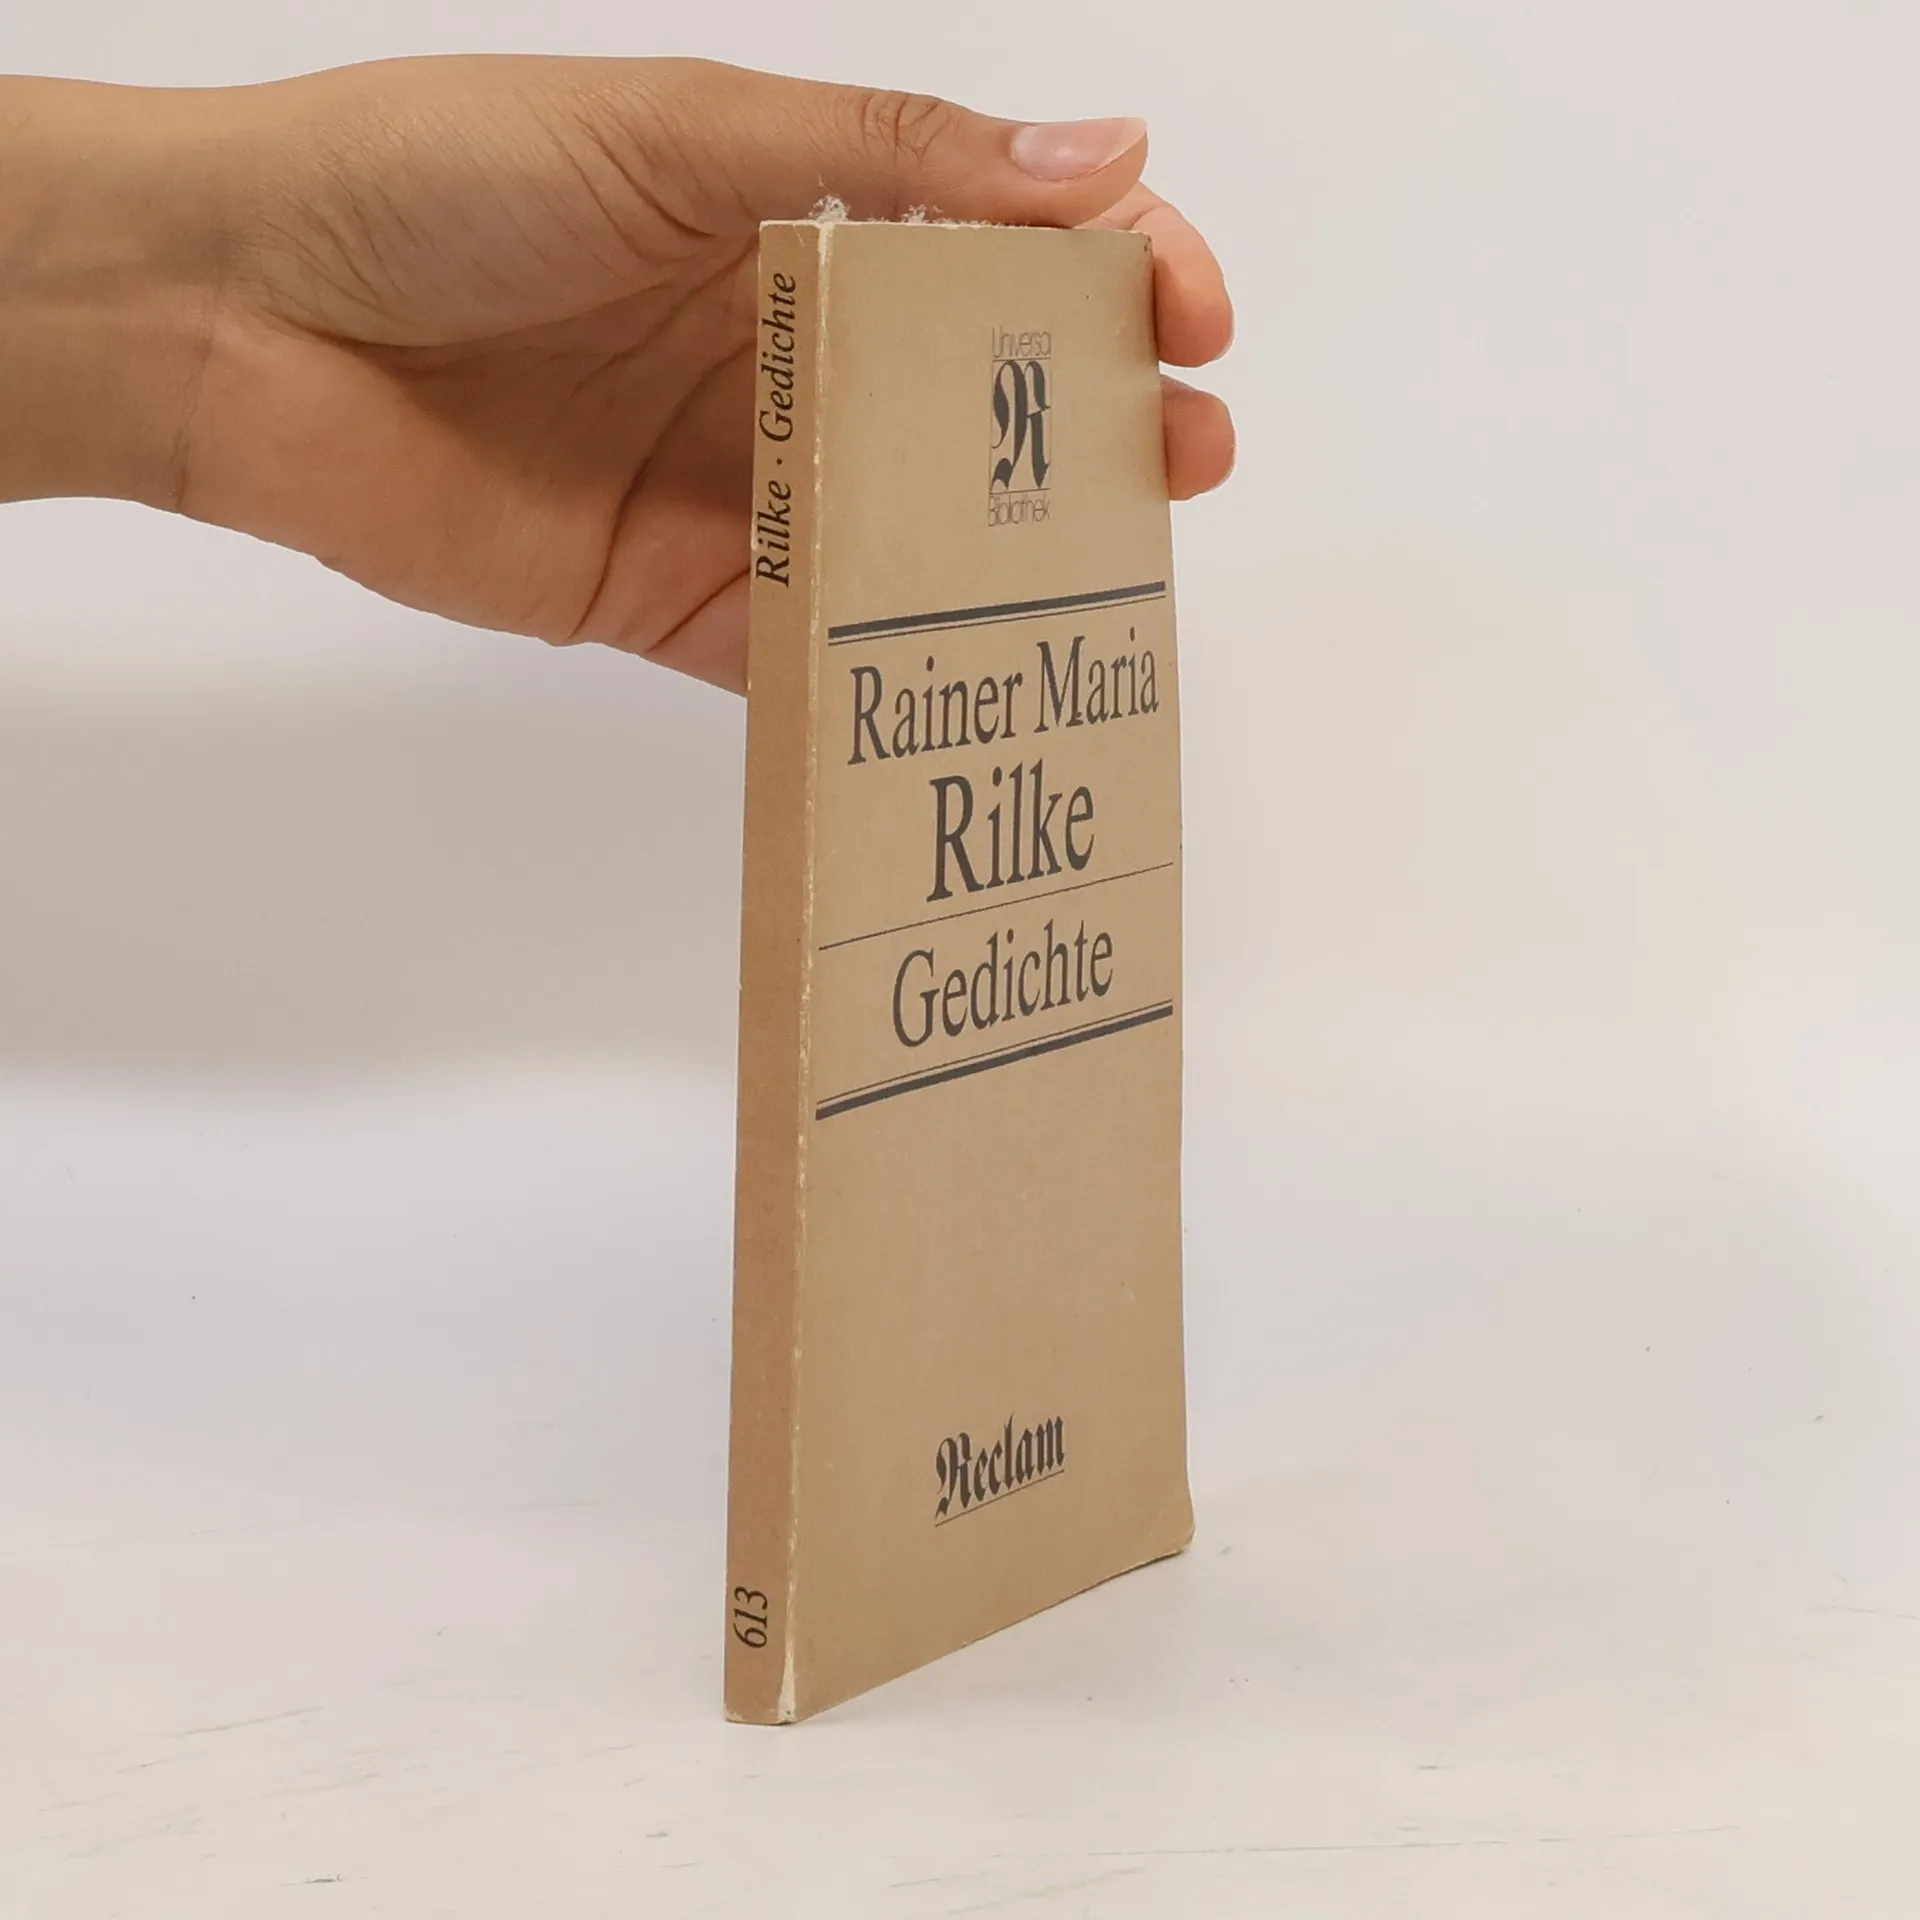 Rilke · Gedichte
613
Universal
R
Bibliothek
Rainer Maria
Rilke
Gedichte
Reclam